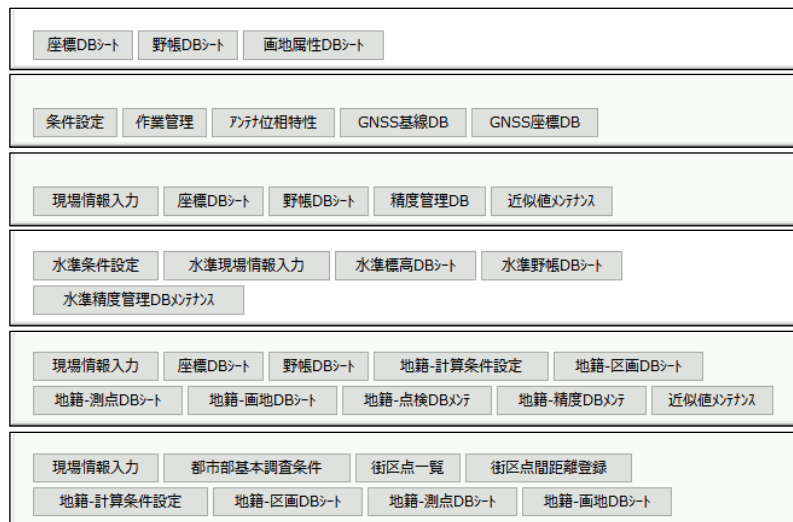 座標DBｼｰﾄ 野帳DBｼｰﾄ 画地属性DBｼｰﾄ
条件設定 作業管理 ｱﾝﾃﾅ位相特性 GNSS基線DB GNSS座標DB
現場情報入力 座標DBｼｰﾄ 野帳DBｼｰﾄ 精度管理DB 近似値ﾒﾝﾃﾅﾝｽ
水準条件設定 水準現場情報入力 水準標高DBｼｰﾄ 水準野帳DBｼｰﾄ
水準精度管理DBﾒﾝﾃﾅﾝｽ
現場情報入力 座標DBｼｰﾄ 野帳DBｼｰﾄ 地籍-計算条件設定 地籍-区画DBｼｰﾄ
地籍-測点DBｼｰﾄ 地籍-画地DBｼｰﾄ 地籍-点検DBﾒﾝﾃ 地籍-精度DBﾒﾝﾃ 近似値ﾒﾝﾃﾅﾝｽ
現場情報入力 都市部基本調査条件 街区点一覧 街区点間距離登録
地籍-計算条件設定 地籍-区画DBｼｰﾄ 地籍-測点DBｼｰﾄ 地籍-画地DBｼｰﾄ